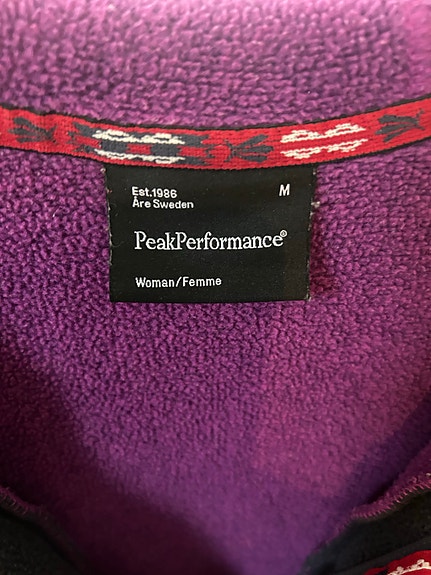 Est.1986 M
Åre Sweden
PeakPerformance®
Woman/Femme